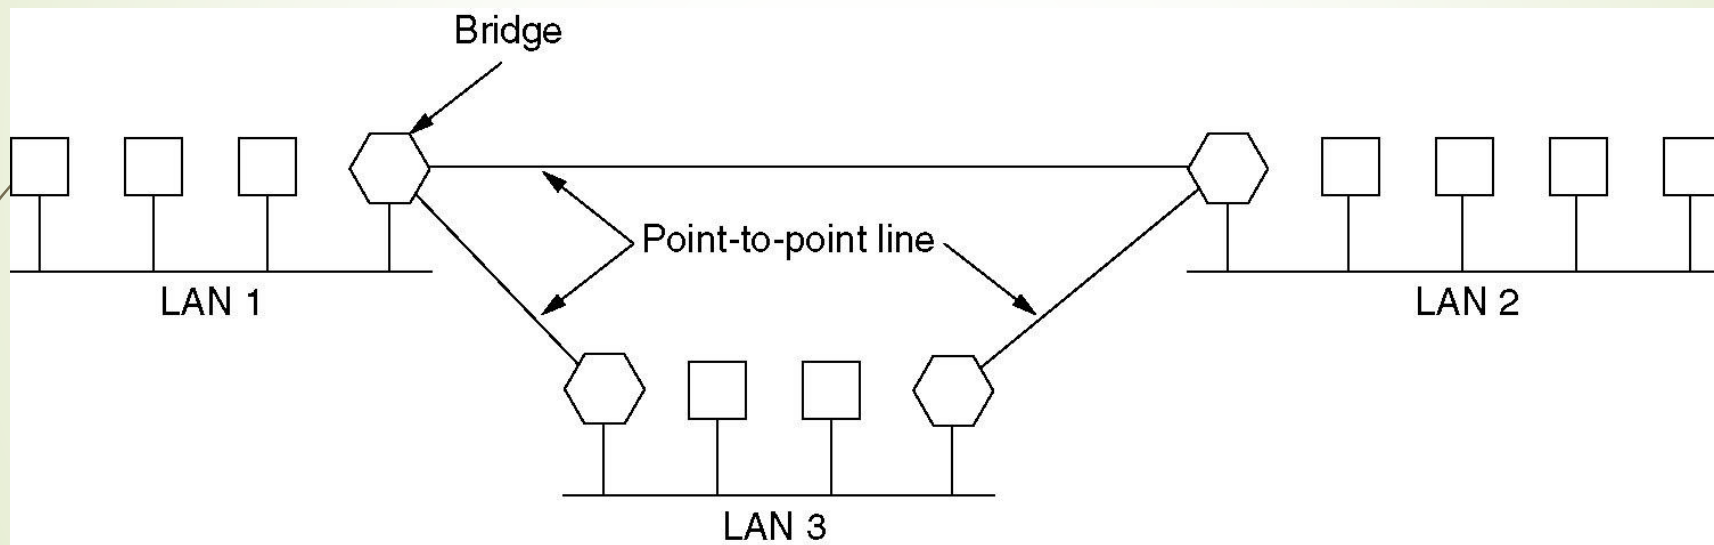 Bridge
Point-to-point line
LAN 1
LAN 2
LAN 3